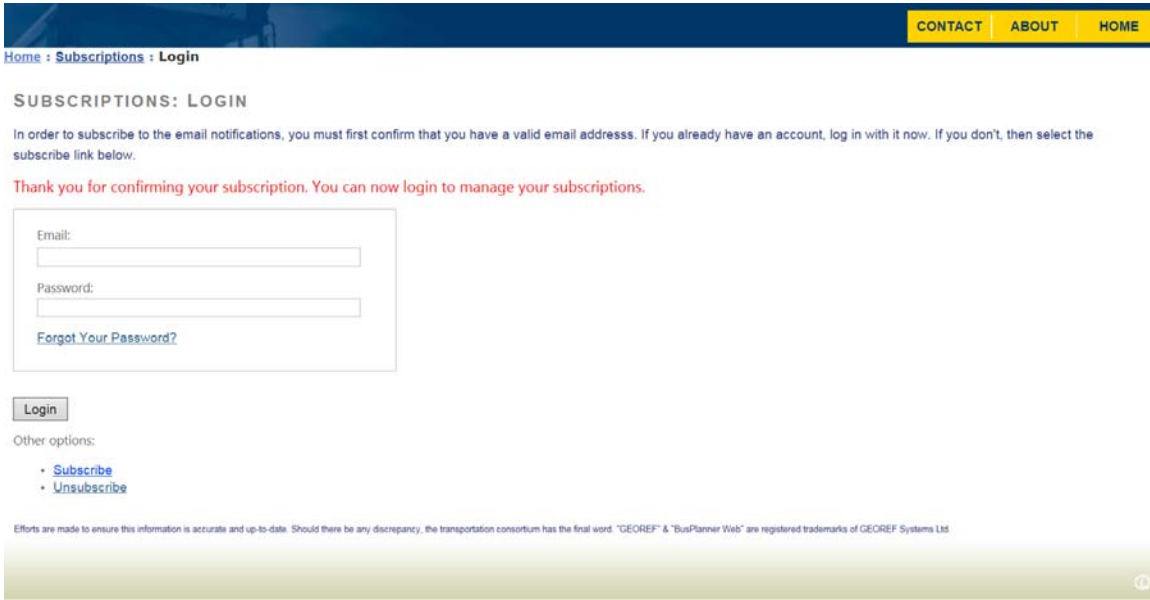 CONTACT ABOUT HOME
Home : Subscriptions : Login
SUBSCRIPTIONS: LOGIN
In order to subscribe to the email notifications, you must first confirm that you have a valid email addresss. If you already have an account, log in with it now. If you don't, then select the
subscribe link below.
Thank you for confirming your subscription. You can now login to manage your subscriptions.
Email:
Password:
Forgot Your Password?
Login
Other options:
• Subscribe
• Unsubscribe
Efforts are made to ensure this information is accurate and up-to-date. Should there be any discrepancy, the transportation consortium has the final word. "GEOREF" & "BusPlanner Web" are registered trademarks of GEOREF Systems Ltd.